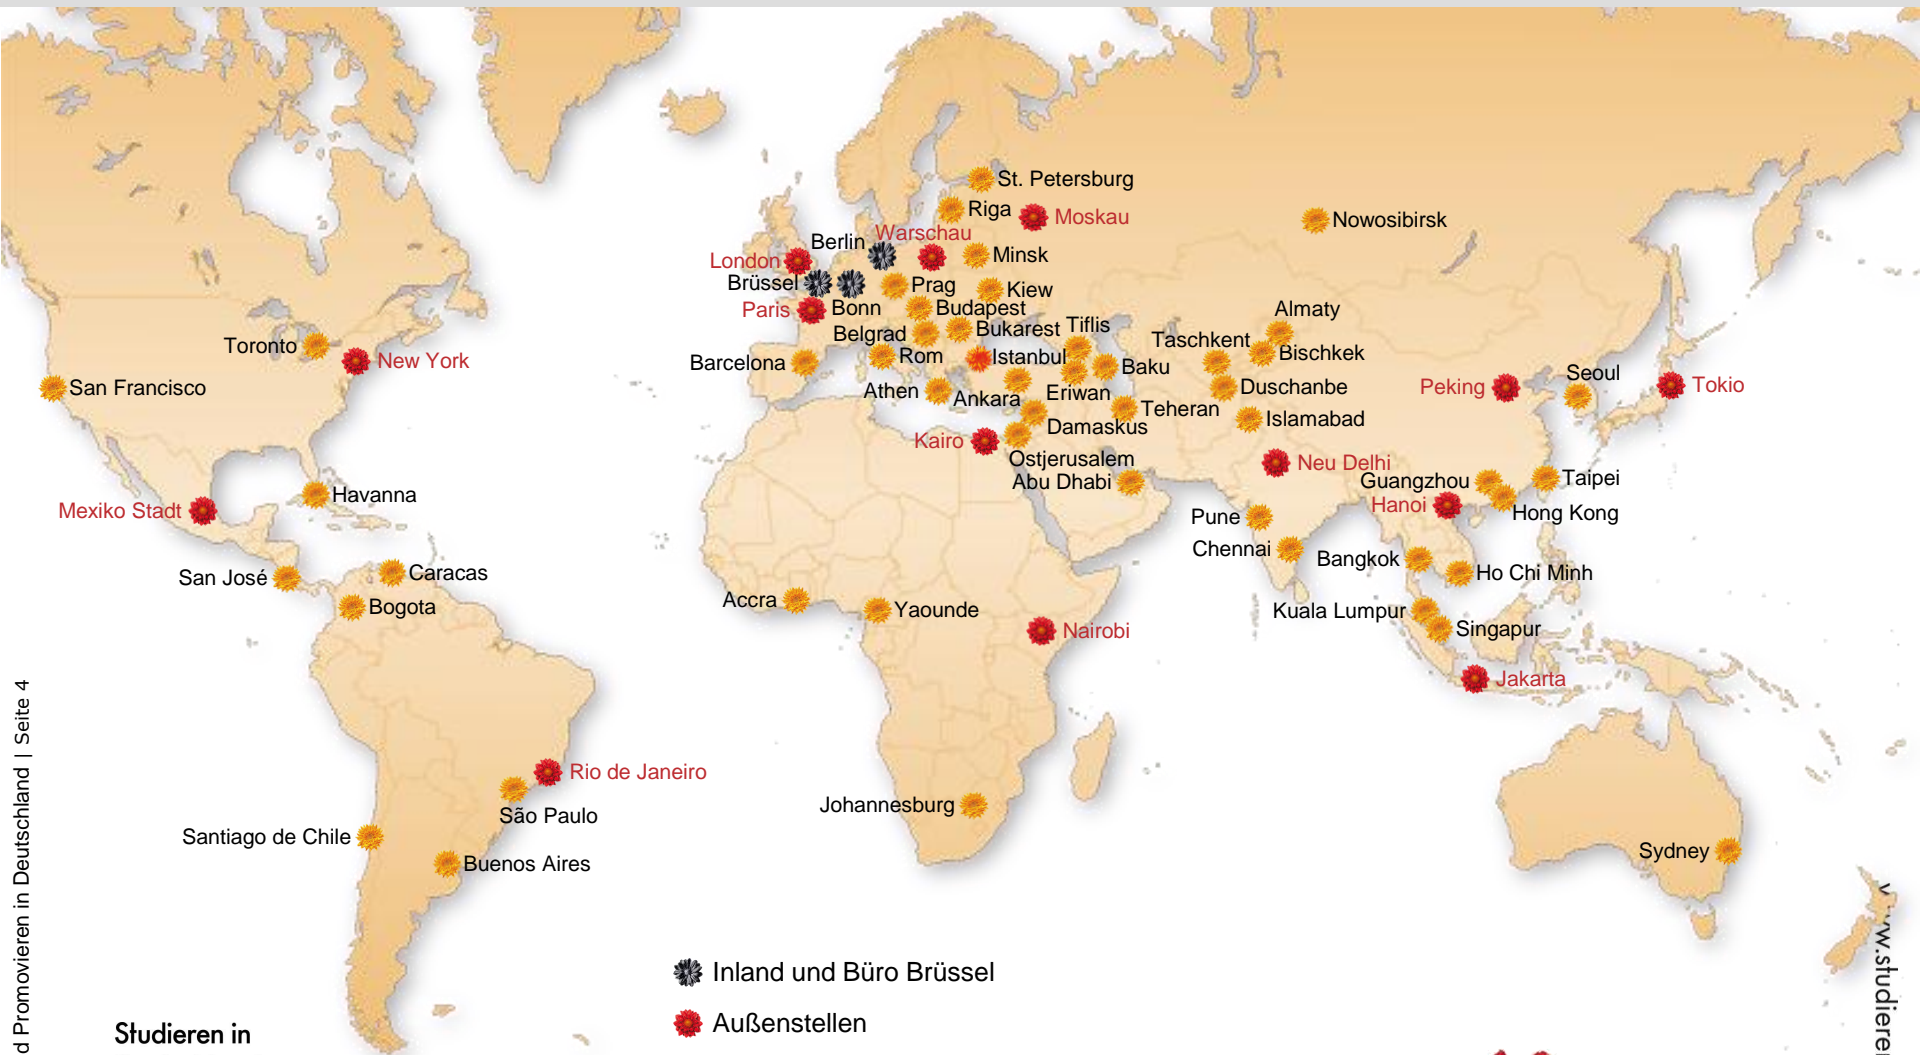 St. Petersburg
Riga
Moskau
Nowosibirsk
Warschau
Berlin
London
Minsk
Brüssel
Prag
Kiew
Paris
Bonn
Budapest
Almaty
Belgrad
Bukarest
Tiflis
Taschkent
Toronto
New York
Barcelona
Rom
Istanbul
Baku
Bischkek
Seoul
San Francisco
Athen
Ankara
Eriwan
Duschanbe
Peking
Tokio
Teheran
Islamabad
Damaskus
Kairo
Ostjerusalem
Neu Delhi
Abu Dhabi
Guangzhou
Taipei
Havanna
Mexiko Stadt
Hanoi
Pune
Hong Kong
Chennai
Bangkok
San José
Caracas
Ho Chi Minh
Bogota
Accra
Yaounde
Kuala Lumpur
Nairobi
Singapur
Jakarta
Rio de Janeiro
São Paulo
Johannesburg
Santiago de Chile
Buenos Aires
Sydney
Inland und Büro Brüssel
Außenstellen
Studieren in
d Promovieren in Deutschland | Seite 4